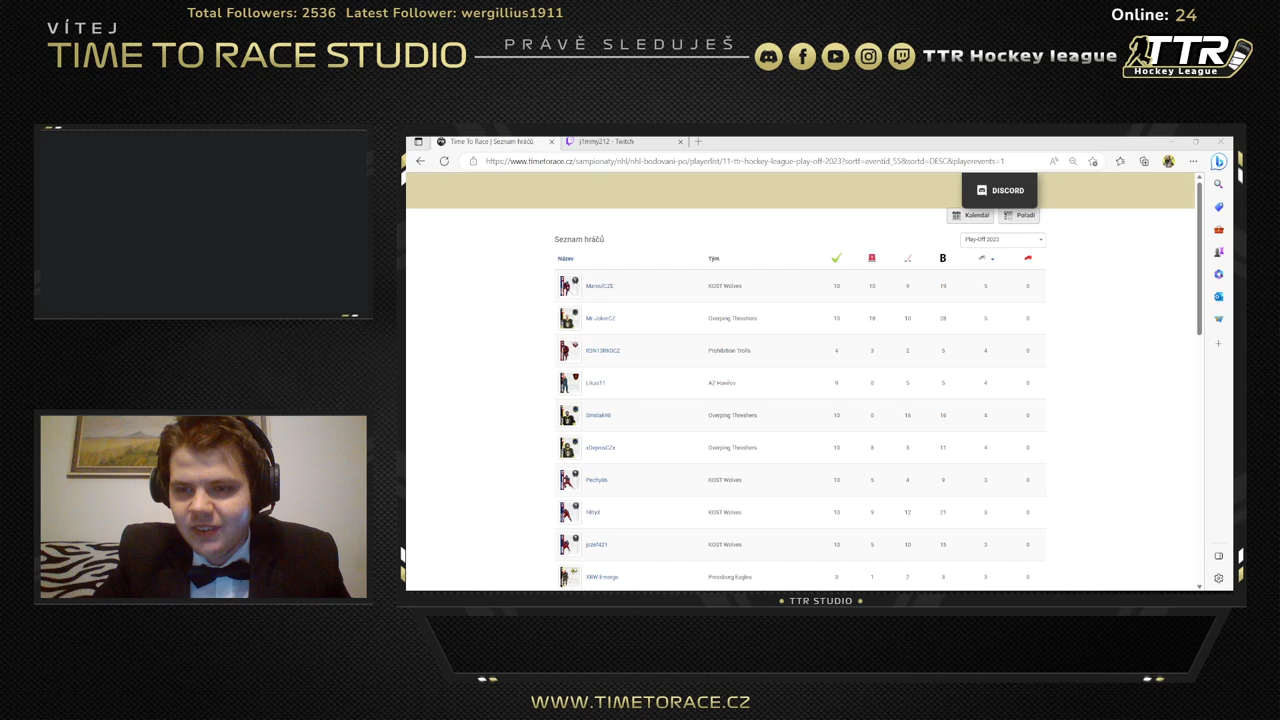 Total Followers: 2536 Latest Follower: wergillius1911
Online: 24
VÍTEJ
TIME TO RACE STUDIO
PRÁVĚ SLEDUJEŠ
TTR Hockey league
TTR
Hockey League
Time To Race | Seznam hráčů
j1mmy212 - Twitch
https://www.timetorace.cz/sampionaty/nhl/nhl-bodovani-po/playerlist/11-ttr-hockey-league-play-off-2023?sortf=eventid_55&sortd=DESC&playerevents=1
DISCORD
Kalendář Pořadí
Seznam hráčů Play-Off 2023
Název Tým B
MaroulCZE KOST Wolves 10 10 9 19 5 0
Mr JokerCZ Overping Threshers 10 18 10 28 5 0
R3N13RK0CZ Prohibition Trolls 4 3 2 5 4 0
Likas11 AZ Havířov 9 0 5 5 4 0
Smidak98 Overping Threshers 10 0 16 16 4 0
xDejvosCZx Overping Threshers 10 8 3 11 4 0
Pechy86 KOST Wolves 10 5 4 9 3 0
KOST Wolves 10 9 12 21 3 0
jozef421 KOST Wolves 10 5 10 15 3 0
XBW Emerge Pressburg Eagles 3 1 2 3 3 0
TTR STUDIO
WWW.TIMETORACE.CZ